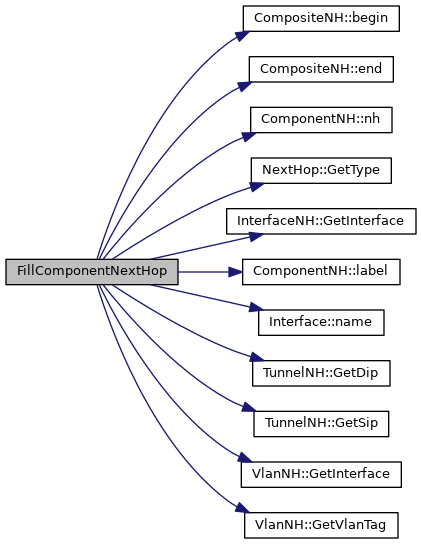 CompositeNH::begin
CompositeNH::end
ComponentNH::nh
NextHop::GetType
InterfaceNH::GetInterface
FillComponentNextHop
ComponentNH::label
Interface::name
TunnelNH::GetDip
TunnelNH::GetSip
VlanNH::GetInterface
VlanNH::GetVlanTag